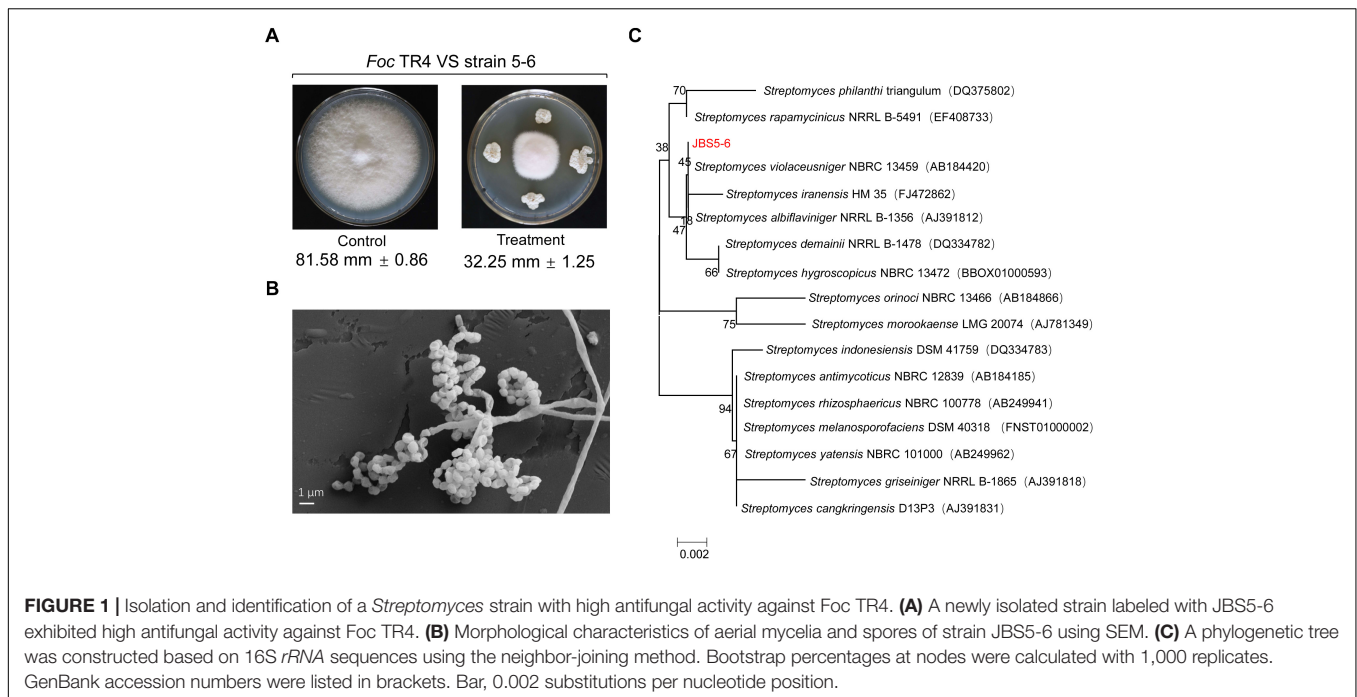 A
Foc TR4 VS strain 5-6
Control
81.58 mm ± 0.86
Treatment
32.25 mm ± 1.25
B
1 μm
C
70
Streptomyces philanthi triangulum (DQ375802)
Streptomyces rapamycinicus NRRL B-5491 (EF408733)
38
JBS5-6
45
Streptomyces violaceusniger NBRC 13459 (AB184420)
Streptomyces iranensis HM 35 (FJ472862)
18
Streptomyces albiflaviniger NRRL B-1356 (AJ391812)
47
Streptomyces demainii NRRL B-1478 (DQ334782)
66
Streptomyces hygroscopicus NBRC 13472 (BBOX01000593)
Streptomyces orinoci NBRC 13466 (AB184866)
75
Streptomyces morookaense LMG 20074 (AJ781349)
Streptomyces indonesiensis DSM 41759 (DQ334783)
Streptomyces antimycoticus NBRC 12839 (AB184185)
94
Streptomyces rhizosphaericus NBRC 100778 (AB249941)
Streptomyces melanosporofaciens DSM 40318 (FNST01000002)
67
Streptomyces yatensis NBRC 101000 (AB249962)
Streptomyces griseiniger NRRL B-1865 (AJ391818)
Streptomyces cangkringensis D13P3 (AJ391831)
0.002
FIGURE 1 | Isolation and identification of a Streptomyces strain with high antifungal activity against Foc TR4. (A) A newly isolated strain labeled with JBS5-6
exhibited high antifungal activity against Foc TR4. (B) Morphological characteristics of aerial mycelia and spores of strain JBS5-6 using SEM. (C) A phylogenetic tree
was constructed based on 16S rRNA sequences using the neighbor-joining method. Bootstrap percentages at nodes were calculated with 1,000 replicates.
GenBank accession numbers were listed in brackets. Bar, 0.002 substitutions per nucleotide position.